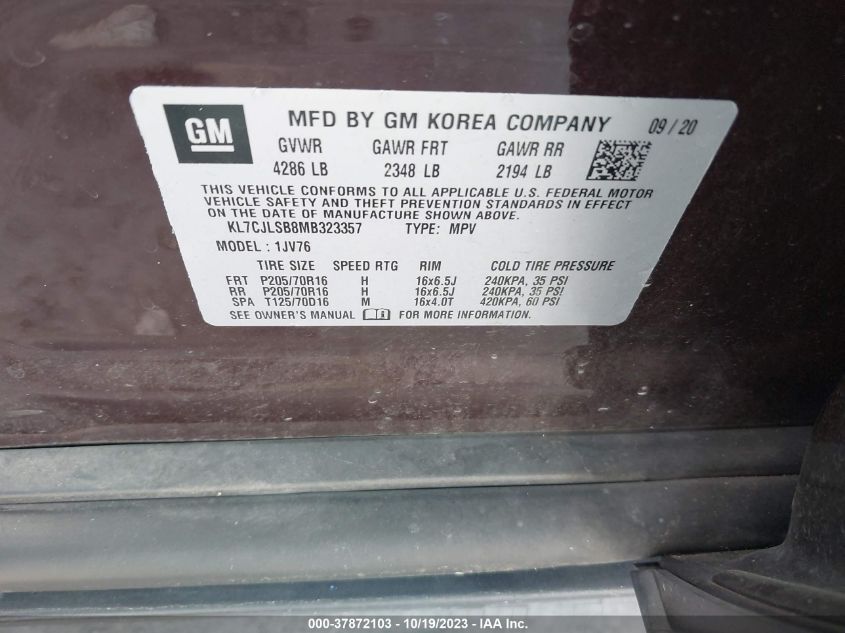 GM MFD BY GM KOREA COMPANY 09 / 20
GVWR GAWR FRT GAWR RR
4286 LB 2348 LB 2194 LB
THIS VEHICLE CONFORMS TO ALL APPLICABLE U.S. FEDERAL MOTOR
VEHICLE SAFETY AND THEFT PREVENTION STANDARDS IN EFFECT
ON THE DATE OF MANUFACTURE SHOWN ABOVE.
KL7CJLSB8MB323357 TYPE: MPV
MODEL : 1JV76
TIRE SIZE SPEED RTG RIM COLD TIRE PRESSURE
FRT P205/70R16 H 16x6.5J 240KPA, 35 PSI
RR P205/70R16 H 16x6.5J 240KPA, 35 PSI
SPA T125/70D16 M 16x4.0T 420KPA, 60 PSI
SEE OWNER'S MANUAL FOR MORE INFORMATION.
000-37872103 - 10/19/2023 - IAA Inc.